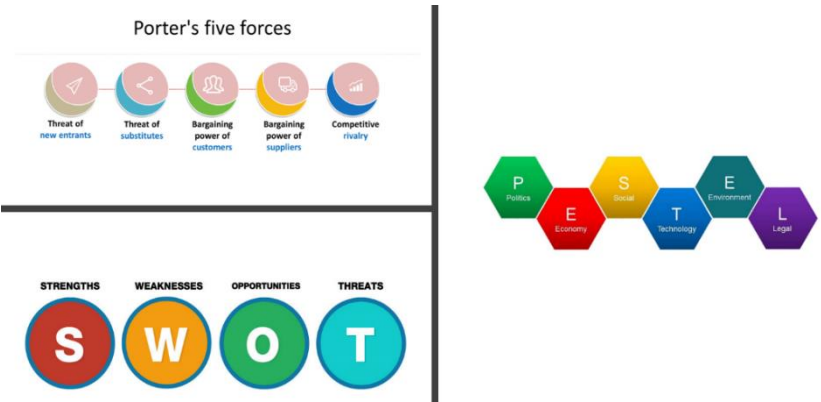 Porter's five forces
Threat of
new entrants
Threat of
substitutes
Bargaining
power of
customers
Bargaining
power of
suppliers
Competitive
rivalry
STRENGTHS WEAKNESSES OPPORTUNITIES THREATS
S W O T
P
Politics
E
Economy
S
Social
T
Technology
E
Environment
L
Legal